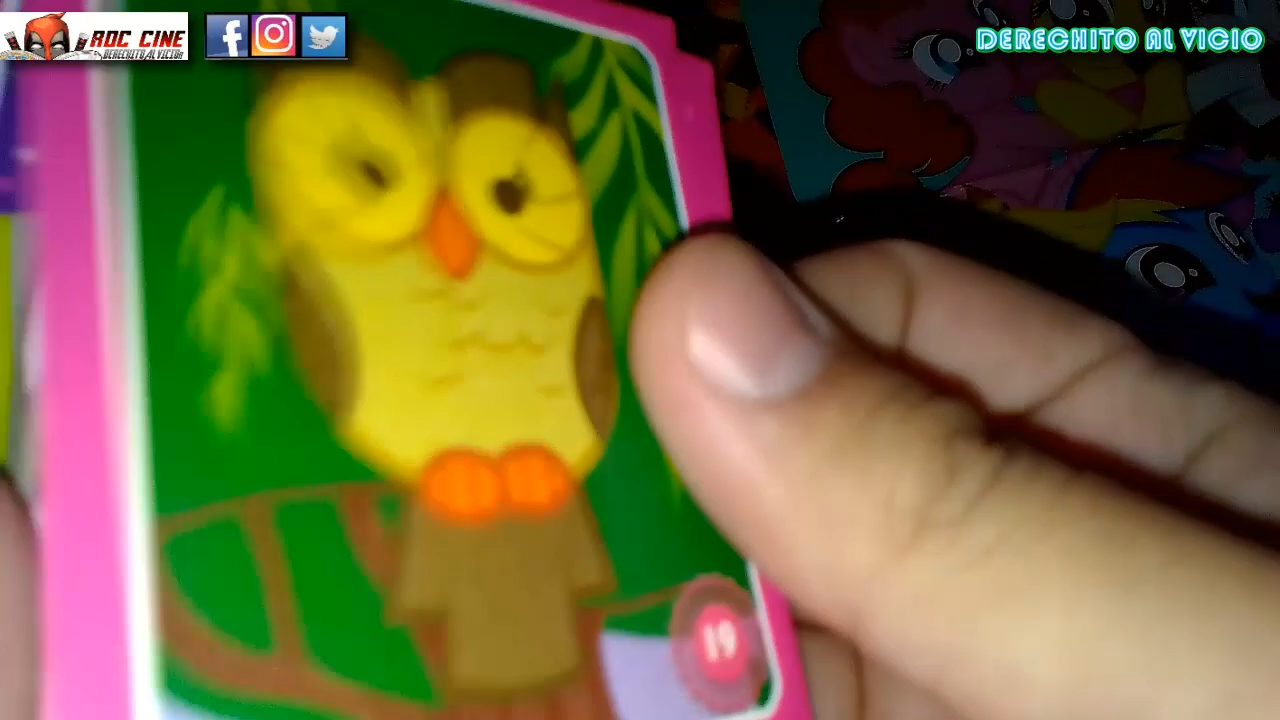 ROC CINE
DERECHITO AL VICIO!!
DERECHITO AL VICIO
19